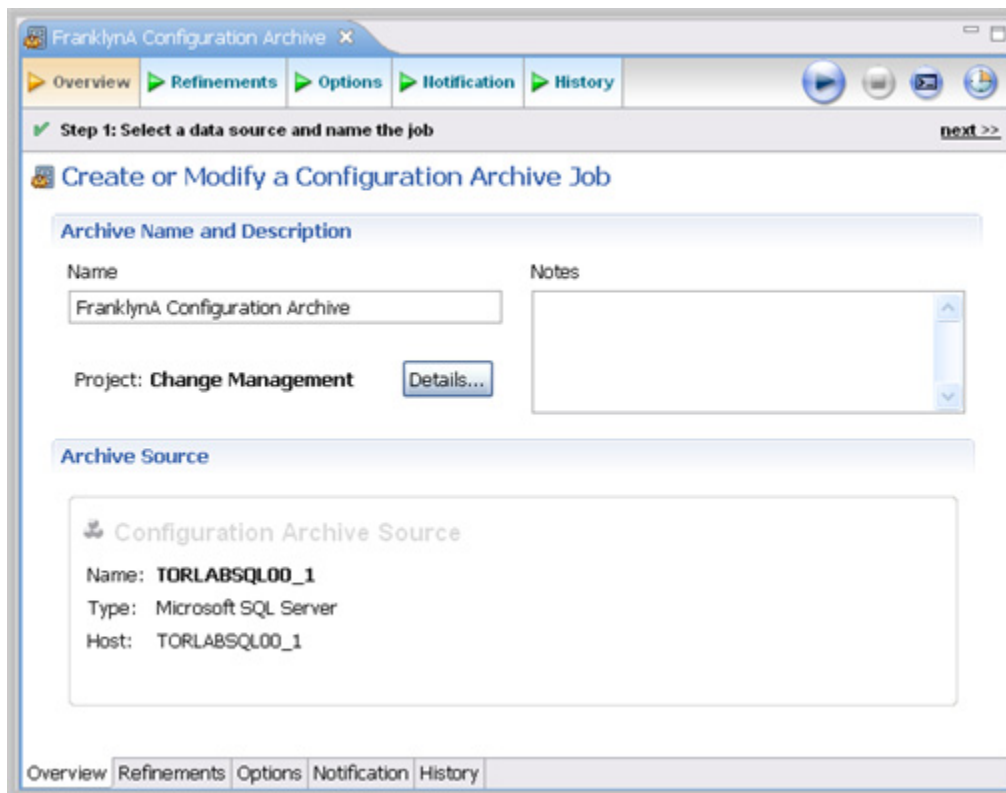 FranklynA Configuration Archive
Overview Refinements Options Notification History
Step 1: Select a data source and name the job next >>
Create or Modify a Configuration Archive Job
Archive Name and Description
Name Notes
FranklynA Configuration Archive
Project: Change Management Details...
Archive Source
Configuration Archive Source
Name: TORLABSQL00_1
Type: Microsoft SQL Server
Host: TORLABSQL00_1
Overview Refinements Options Notification History